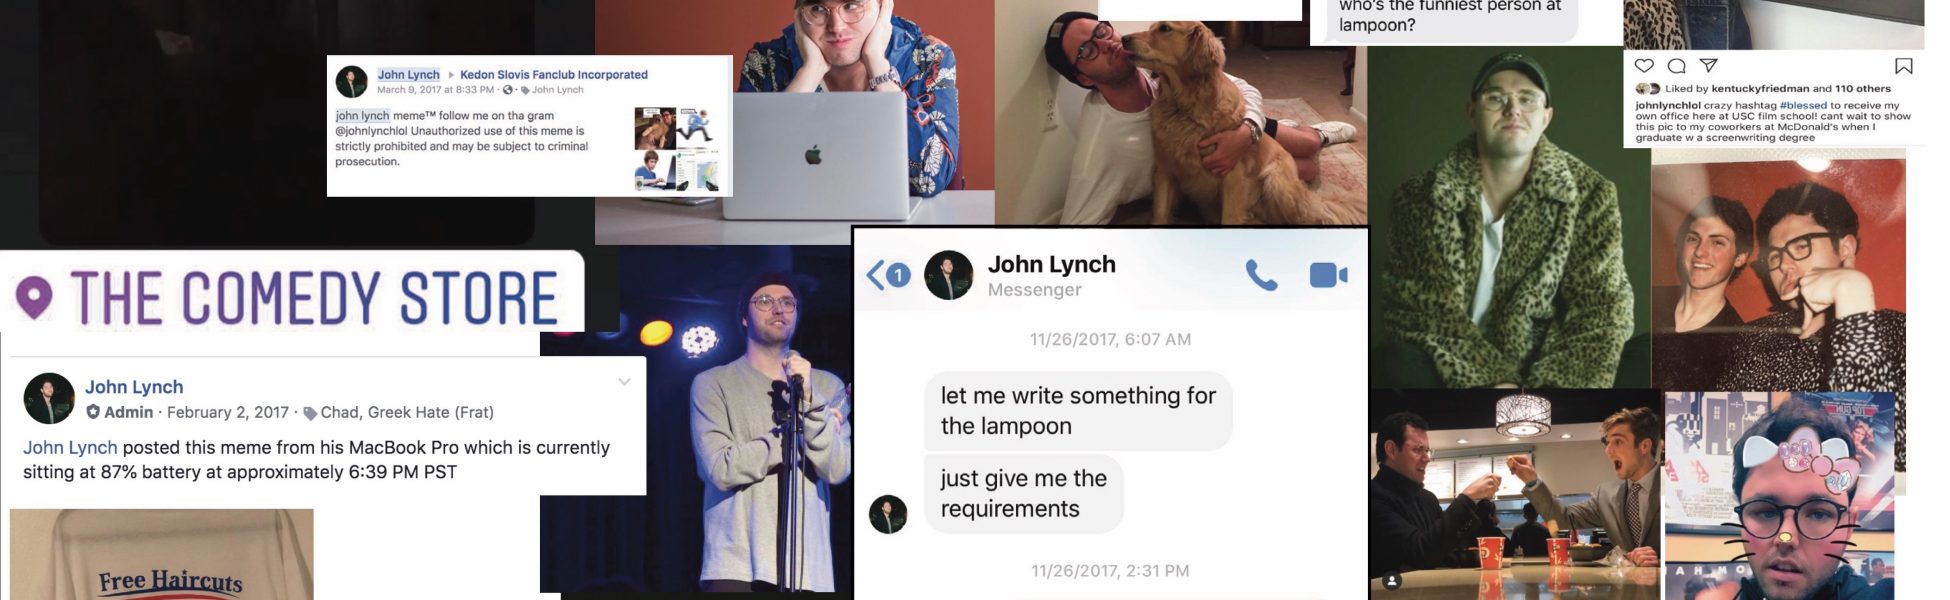 who's the funniest person at
lampoon?
John Lynch ▸ Kedon Slovis Fanclub Incorporated
March 9, 2017 at 8:33 PM · John Lynch
john lynch meme™ follow me on tha gram
@johnlynchlol Unauthorized use of this meme is
strictly prohibited and may be subject to criminal
prosecution.
Liked by kentuckyfriedman and 110 others
johnlynchlol crazy hashtag #blessed to receive my
own office here at USC film school! cant wait to show
this pic to my coworkers at McDonald's when I
graduate w a screenwriting degree
THE COMEDY STORE
1
John Lynch
Messenger
11/26/2017, 6:07 AM
let me write something for
the lampoon
just give me the
requirements
11/26/2017, 2:31 PM
John Lynch
Admin · February 2, 2017 · Chad, Greek Hate (Frat)
John Lynch posted this meme from his MacBook Pro which is currently
sitting at 87% battery at approximately 6:39 PM PST
Free Haircuts